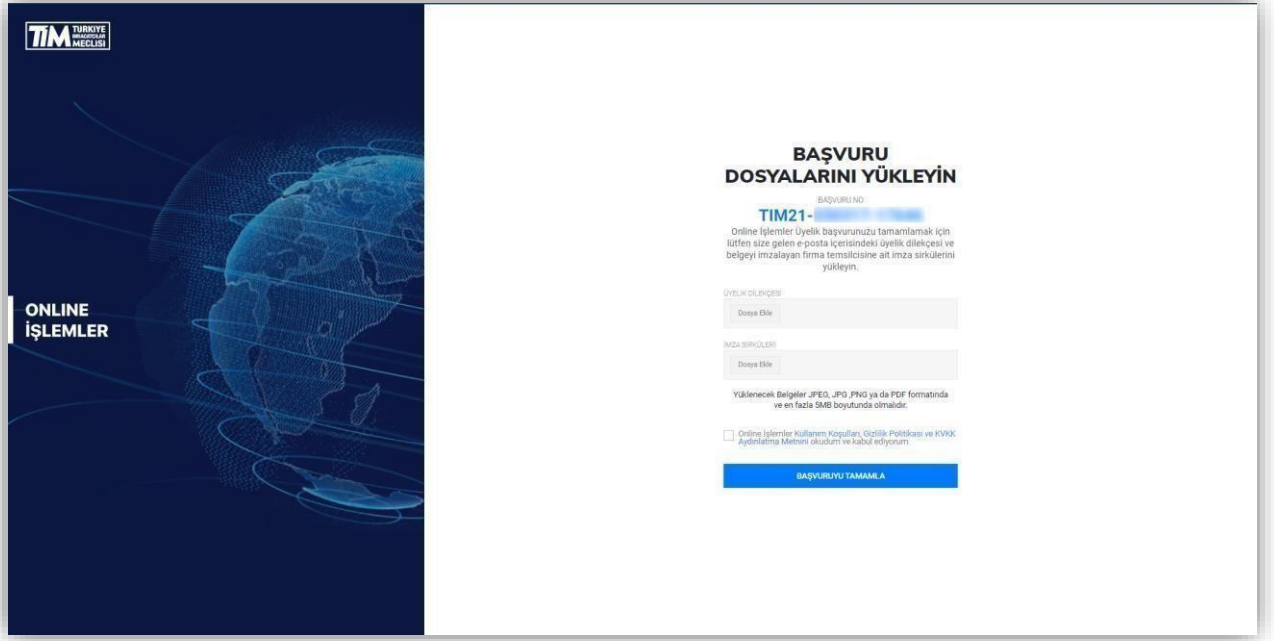 TİM TÜRKİYE
İHRACATÇILAR
MECLİSİ
ONLINE
İŞLEMLER
BAŞVURU
DOSYALARINI YÜKLEYİN
BAŞVURU NO:
TIM21-
Online İşlemler Üyelik başvurunuzu tamamlamak için
lütfen size gelen e-posta içerisindeki üyelik dilekçesi ve
belgeyi imzalayan firma temsilcisine ait imza sirkülerini
yükleyin.
ÜYELİK DİLEKÇESİ
Dosya Ekle
İMZA SİRKÜLERİ
Dosya Ekle
Yüklenecek Belgeler JPEG, JPG ,PNG ya da PDF formatında
ve en fazla 5MB boyutunda olmalıdır.
Online İşlemler Kullanım Koşulları, Gizlilik Politikası ve KVKK
Aydınlatma Metnini okudum ve kabul ediyorum.
BAŞVURUYU TAMAMLA